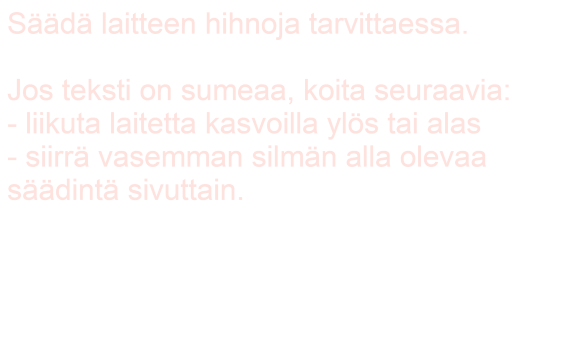 Säädä laitteen hihnoja tarvittaessa.
Jos teksti on sumeaa, koita seuraavia:
- liikuta laitetta kasvoilla ylös tai alas
- siirrä vasemman silmän alla olevaa
säädintä sivuttain.